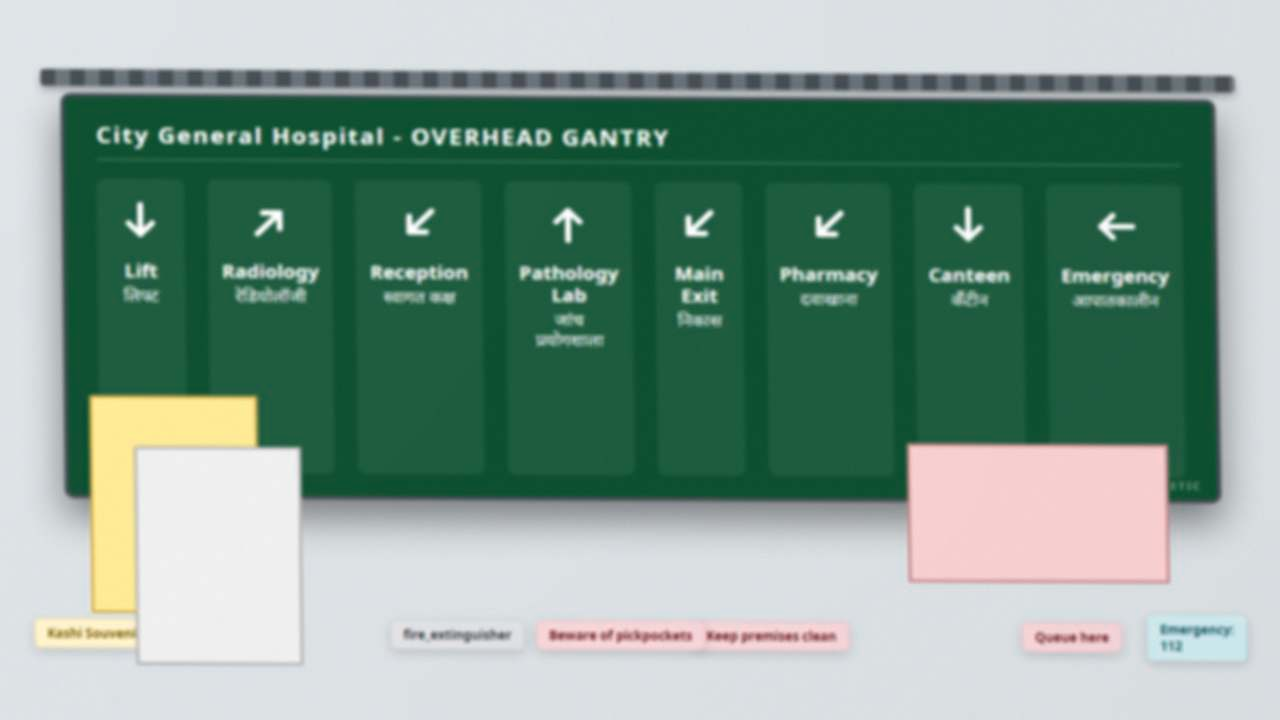 City General Hospital - OVERHEAD GANTRY
Lift
लिफ्ट
Radiology
रेडियोलॉजी
Reception
स्वागत कक्ष
Pathology
Lab
जांच
प्रयोगशाला
Main
Exit
निकास
Pharmacy
दवाखाना
Canteen
कैंटीन
Emergency
आपातकालीन
Kashi
fire_extinguisher
Beware of pickpockets
Keep premises clean
Queue here
Emergency:
112